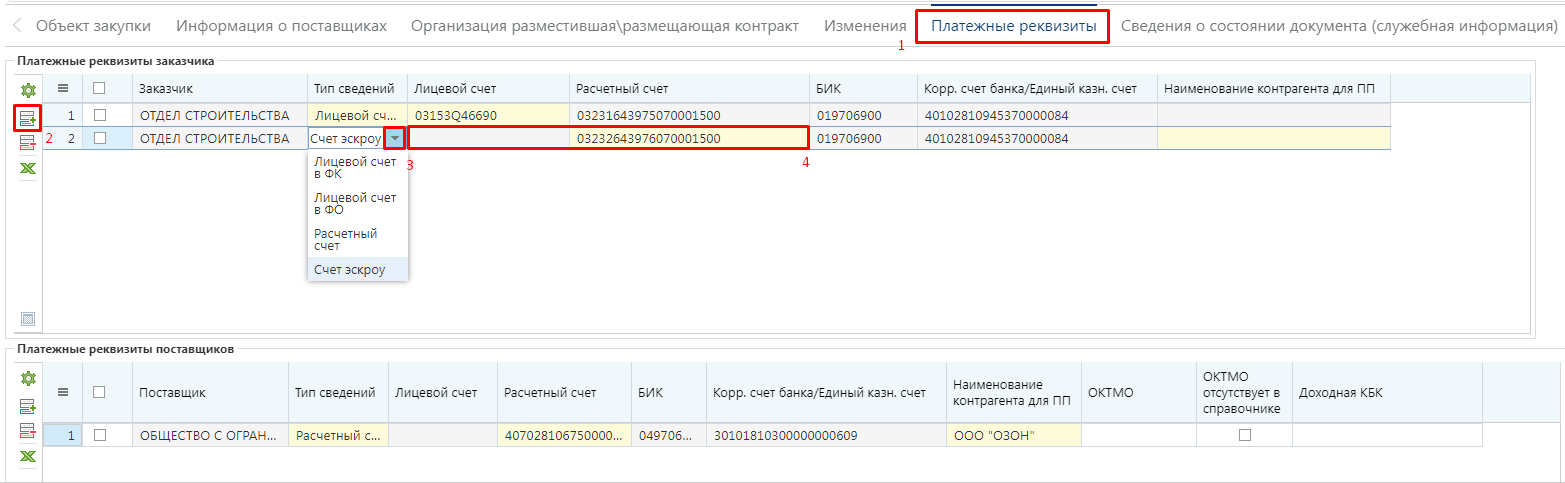 Объект закупки Информация о поставщиках Организация разместившая\размещающая контракт Изменения Платежные реквизиты Сведения о состоянии документа (служебная информация)
1
Платежные реквизиты заказчика
Заказчик Тип сведений Лицевой счет Расчетный счет БИК Корр. счет банка/Единый казн. счет Наименование контрагента для ПП
1 ОТДЕЛ СТРОИТЕЛЬСТВА Лицевой сч... 03153Q46690 03231643975070001500 019706900 40102810945370000084
2 2 ОТДЕЛ СТРОИТЕЛЬСТВА Счет эскроу 03232643976070001500 019706900 40102810945370000084
3 4
Лицевой счет
в ФК
Лицевой счет
в ФО
Расчетный
счет
Счет эскроу
Платежные реквизиты поставщиков
Поставщик Тип сведений Лицевой счет Расчетный счет БИК Корр. счет банка/Единый казн. счет Наименование
контрагента для ПП ОКТМО ОКТМО
отсутствует в
справочнике Доходная КБК
1 ОБЩЕСТВО С ОГРАН... Расчетный с... 407028106750000... 049706... 30101810300000000609 ООО "ОЗОН"